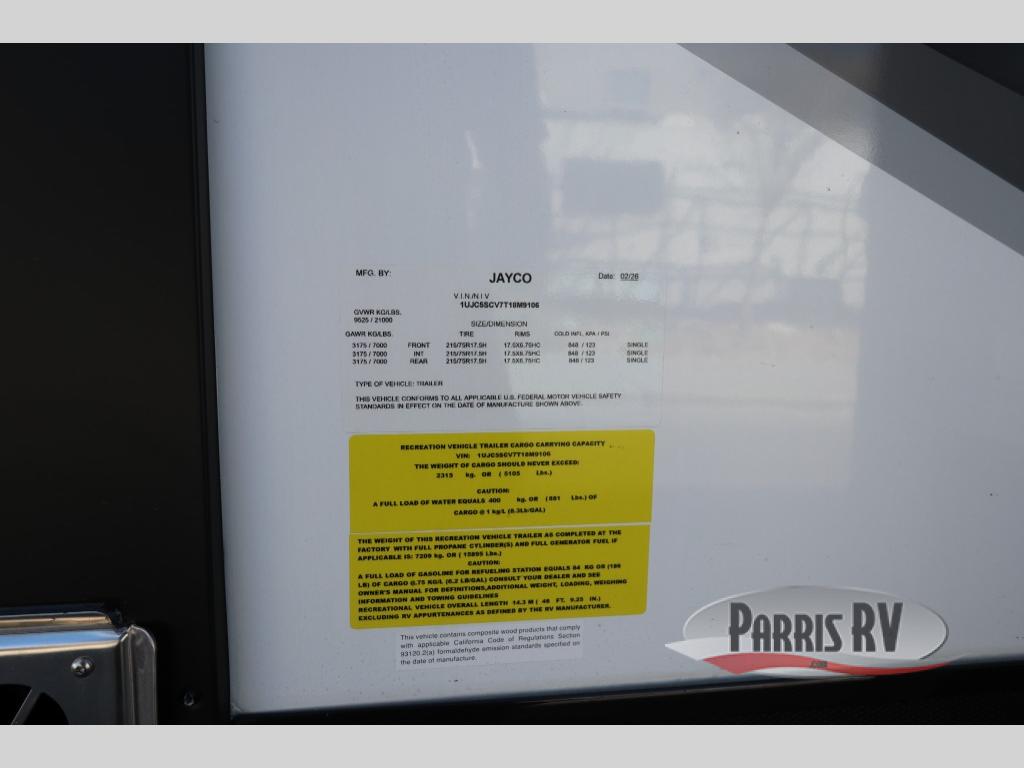 MFG. BY: JAYCO Date: 02/26
V.I.N./N.I.V
1UJC5SCV7T18M9106
GVWR KG/LBS.
9525 / 21000
SIZE/DIMENSION
GAWR KG/LBS. TIRE RIMS COLD INFL. KPA / PSI
3175 / 7000 FRONT 215/75R17.5H 17.5X6.75HC 848 / 123 SINGLE
3175 / 7000 INT 215/75R17.5H 17.5X6.75HC 848 / 123 SINGLE
3175 / 7000 REAR 215/75R17.5H 17.5X6.75HC 848 / 123 SINGLE
TYPE OF VEHICLE: TRAILER
THIS VEHICLE CONFORMS TO ALL APPLICABLE U.S. FEDERAL MOTOR VEHICLE SAFETY
STANDARDS IN EFFECT ON THE DATE OF MANUFACTURE SHOWN ABOVE.
RECREATION VEHICLE TRAILER CARGO CARRYING CAPACITY
VIN: 1UJC5SCV7T18M9106
THE WEIGHT OF CARGO SHOULD NEVER EXCEED:
2315 kg. OR ( 5105 Lbs.)
CAUTION:
A FULL LOAD OF WATER EQUALS 400 kg. OR (881 Lbs.) OF
CARGO @ 1 kg/L (8.3Lb/GAL)
THE WEIGHT OF THIS RECREATION VEHICLE TRAILER AS COMPLETED AT THE
FACTORY WITH FULL PROPANE CYLINDER(S) AND FULL GENERATOR FUEL IF
APPLICABLE IS: 7209 kg. OR ( 15895 Lbs.)
CAUTION:
A FULL LOAD OF GASOLINE FOR REFUELING STATION EQUALS 84 KG OR (186
LB) OF CARGO @.75 KG/L (6.2 LB/GAL) CONSULT YOUR DEALER AND SEE
OWNER'S MANUAL FOR DEFINITIONS,ADDITIONAL WEIGHT, LOADING, WEIGHING
INFORMATION AND TOWING GUIDELINES
RECREATIONAL VEHICLE OVERALL LENGTH 14.3 M ( 46 FT. 9.25 IN.)
EXCLUDING RV APPURTENANCES AS DEFINED BY THE RV MANUFACTURER.
This vehicle contains composite wood products that comply
with applicable California Code of Regulations Section
93120.2(a) formaldehyde emission standards specified on
the date of manufacture.
PARRIS RV
.com